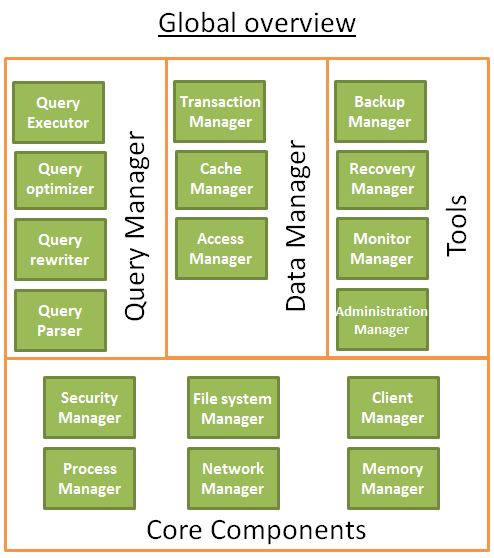 Global overview
Query
Executor
Query
optimizer
Query
rewriter
Query
Parser
Query Manager
Transaction
Manager
Cache
Manager
Access
Manager
Data Manager
Backup
Manager
Recovery
Manager
Monitor
Manager
Administration
Manager
Tools
Security
Manager
File system
Manager
Client
Manager
Process
Manager
Network
Manager
Memory
Manager
Core Components